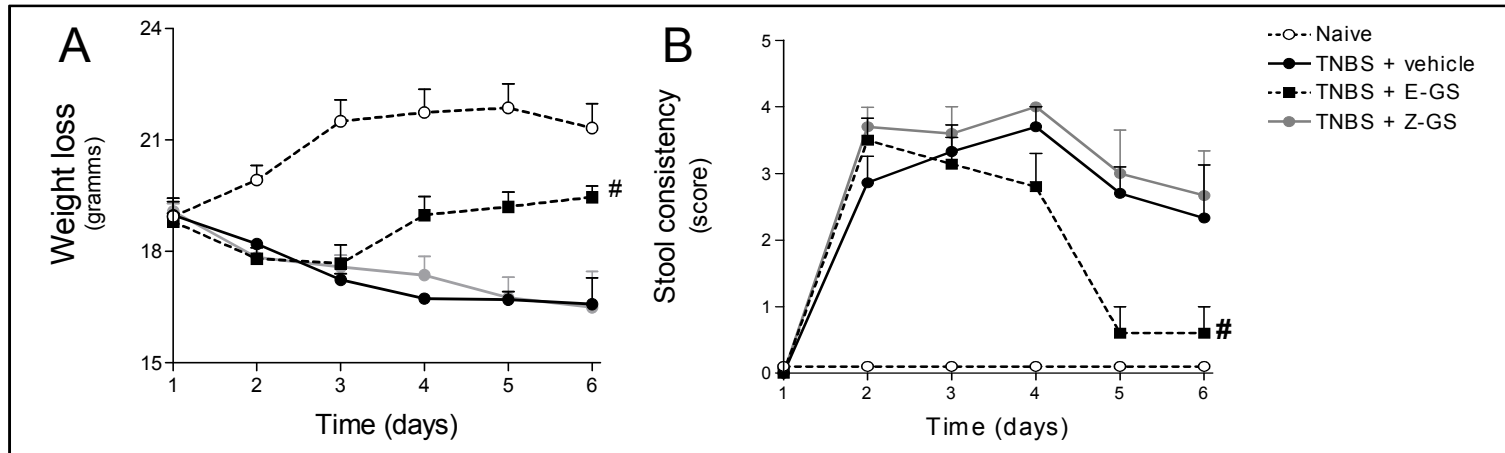 A
Weight loss
(gramms)
24
21
18
15
1 2 3 4 5 6
Time (days)
#
B
Stool consistency
(score)
5
4
3
2
1
0
1 2 3 4 5 6
Time (days)
#
Naive
TNBS + vehicle
TNBS + E-GS
TNBS + Z-GS